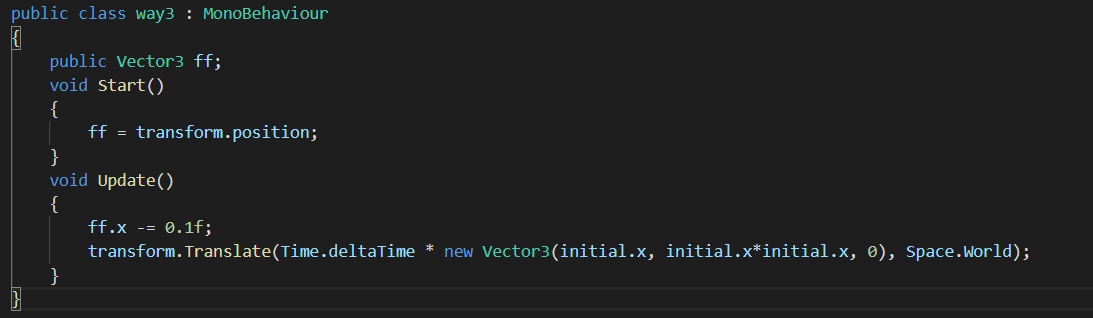 public class way3 : MonoBehaviour
{
    public Vector3 ff;
    void Start()
    {
        ff = transform.position;
    }
    void Update()
    {
        ff.x -= 0.1f;
        transform.Translate(Time.deltaTime * new Vector3(initial.x, initial.x*initial.x, 0), Space.World);
    }
}